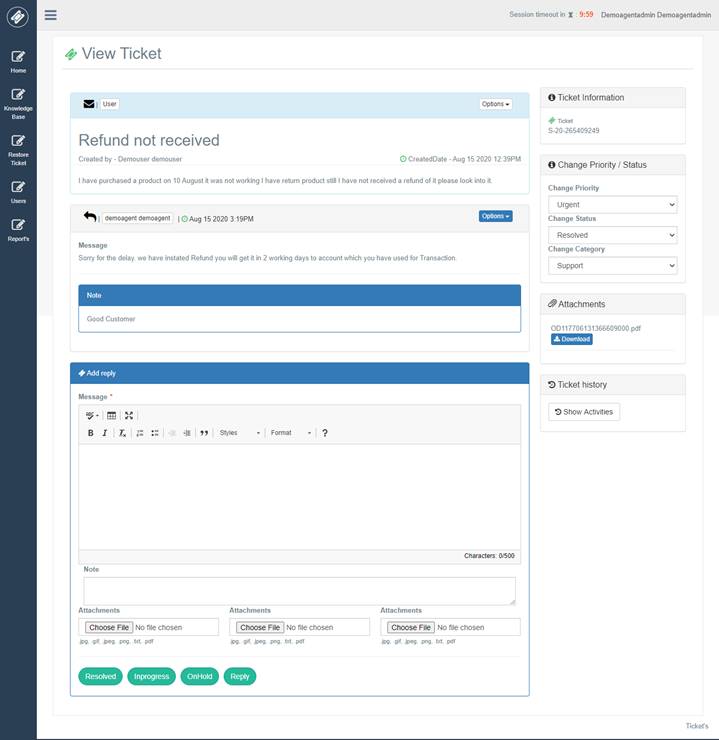 Session timeout in : 9:59 Demoagentadmin Demoagentadmin
Home
Knowledge
Base
Restore
Ticket
Users
Report's
View Ticket
| User
Options
Refund not received
Created by - Demouser demouser
CreatedDate - Aug 15 2020 12:39PM
I have purchased a product on 10 August it was not working I have return product still I have not received a refund of it please look into it.
| demoagent demoagent | Aug 15 2020 3:19PM
Options
Message
Sorry for the delay, we have instated Refund you will get it in 2 working days to account which you have used for Transaction.
Note
Good Customer
Add reply
Message *
B I Tx Styles Format ?
Characters: 0/500
Note
Attachments Attachments Attachments
Choose File No file chosen Choose File No file chosen Choose File No file chosen
.jpg, .gif, .jpeg, .png, .txt, .pdf .jpg, .gif, .jpeg, .png, .txt, .pdf .jpg, .gif, .jpeg, .png, .txt, .pdf
Resolved Inprogress OnHold Reply
Ticket Information
Ticket
S-20-265409249
Change Priority / Status
Change Priority
Urgent
Change Status
Resolved
Change Category
Support
Attachments
OD117706131366609000.pdf
Download
Ticket history
Show Activities
Ticket's